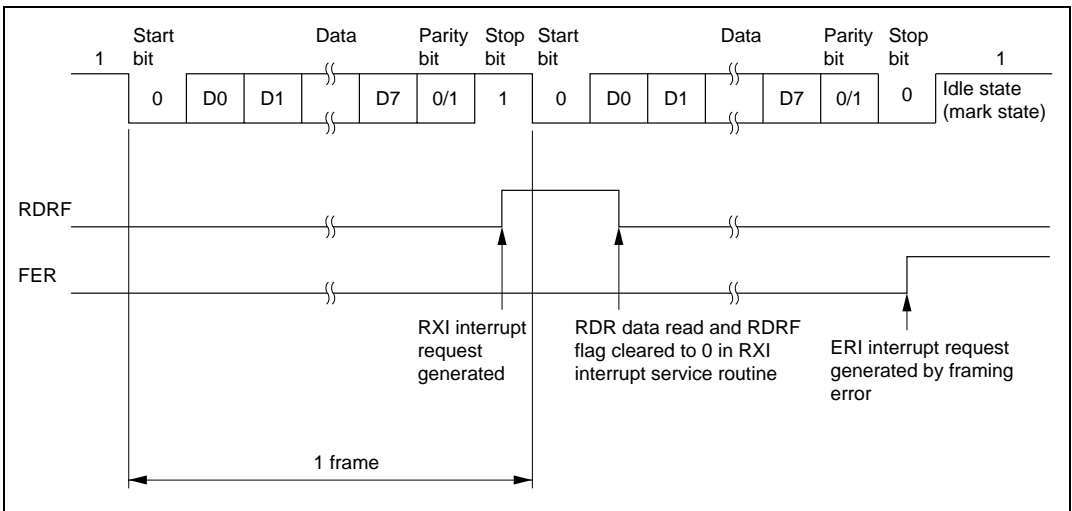 Start bit Data Parity bit Stop bit Start bit Data Parity bit Stop bit
1 1
0 D0 D1 D7 0/1 1 0 D0 D1 D7 0/1 0 Idle state (mark state)
RDRF
FER
RXI interrupt
request
generated
RDR data read and RDRF
flag cleared to 0 in RXI
interrupt service routine
ERI interrupt request
generated by framing
error
1 frame